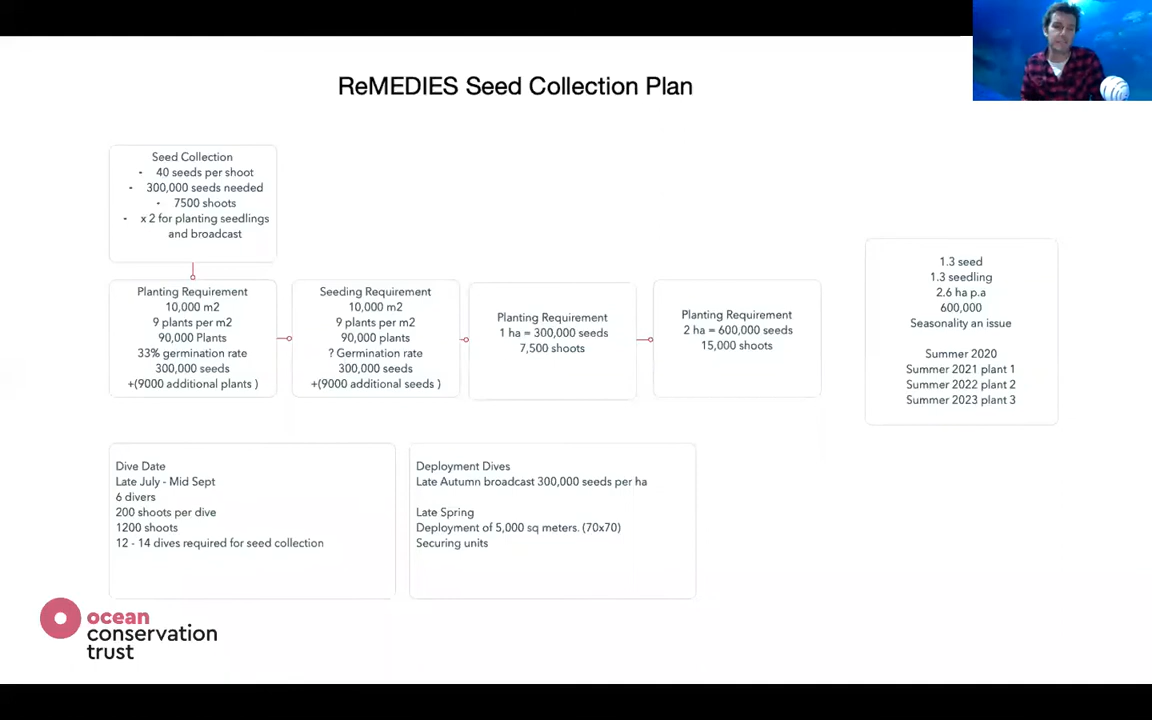 ReMEDIES Seed Collection Plan
Seed Collection
- 40 seeds per shoot
- 300,000 seeds needed
- 7500 shoots
- x 2 for planting seedlings
and broadcast
Planting Requirement
10,000 m2
9 plants per m2
90,000 Plants
33% germination rate
300,000 seeds
+(9000 additional plants )
Seeding Requirement
10,000 m2
9 plants per m2
90,000 plants
? Germination rate
300,000 seeds
+(9000 additional seeds )
Planting Requirement
1 ha = 300,000 seeds
7,500 shoots
Planting Requirement
2 ha = 600,000 seeds
15,000 shoots
1.3 seed
1.3 seedling
2.6 ha p.a
600,000
Seasonality an issue
Summer 2020
Summer 2021 plant 1
Summer 2022 plant 2
Summer 2023 plant 3
Dive Date
Late July - Mid Sept
6 divers
200 shoots per dive
1200 shoots
12 - 14 dives required for seed collection
Deployment Dives
Late Autumn broadcast 300,000 seeds per ha
Late Spring
Deployment of 5,000 sq meters. (70x70)
Securing units
ocean
conservation
trust